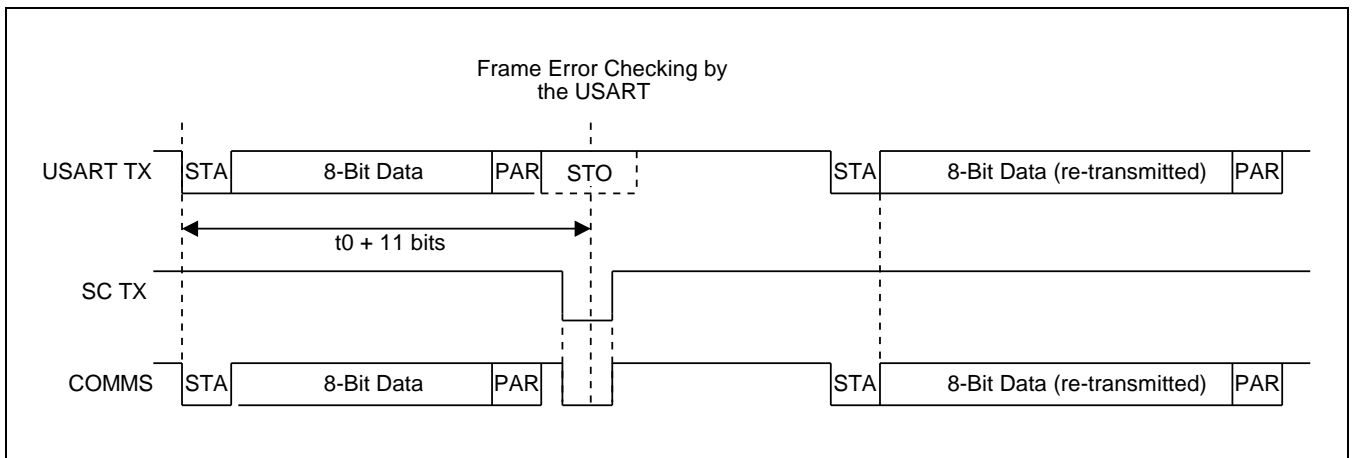 Frame Error Checking by
the USART
USART TX STA 8-Bit Data PAR STO STA 8-Bit Data (re-transmitted) PAR
t0 + 11 bits
SC TX
COMMS STA 8-Bit Data PAR STA 8-Bit Data (re-transmitted) PAR